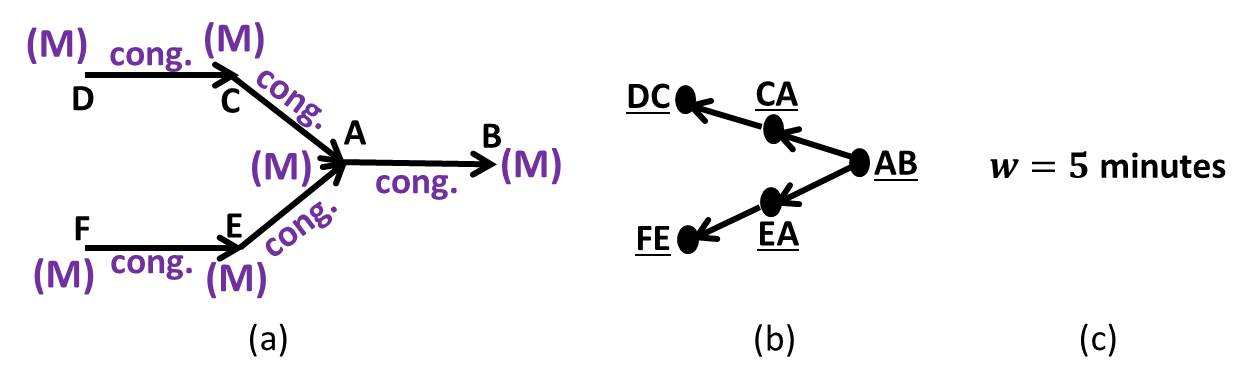 (M)
cong.
(M)
D
C
cong.
A
(M)
B
(M)
cong.
F
E
cong.
(M)
cong.
(M)
(a)
DC
CA
AB
FE
EA
(b)
w = 5 minutes
(c)